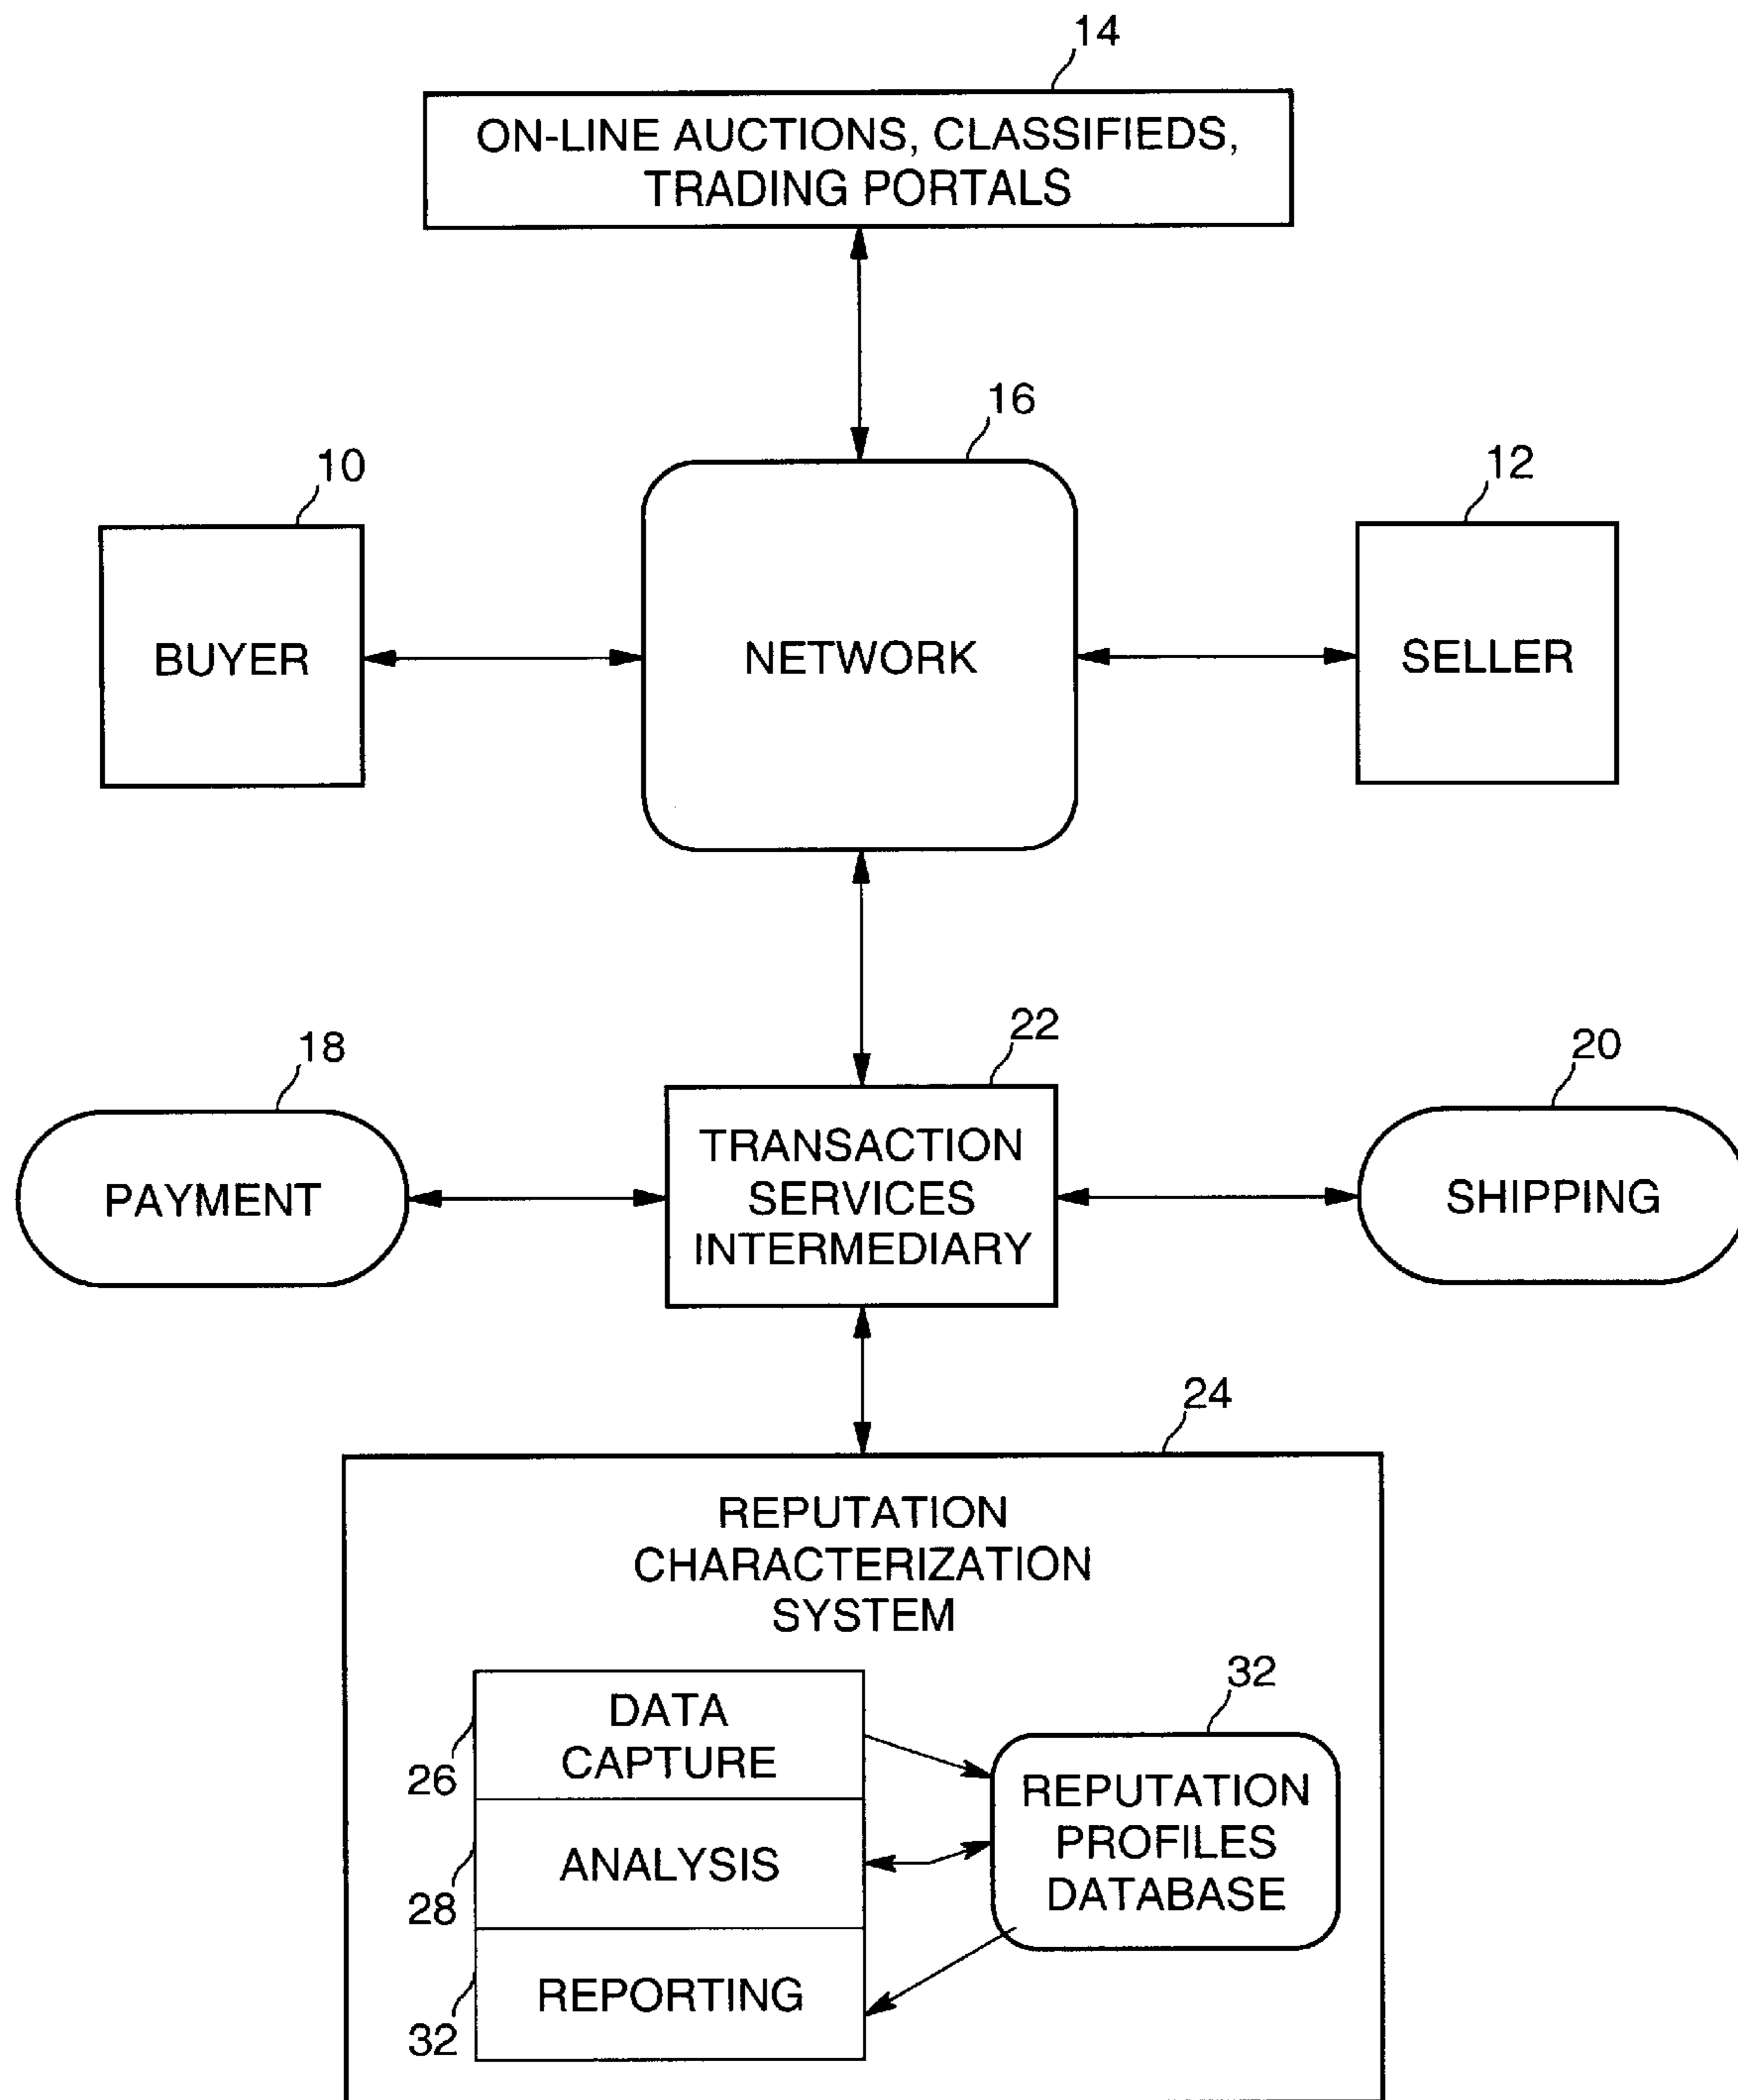 14
ON-LINE AUCTIONS, CLASSIFIEDS,
TRADING PORTALS
16
10
12
BUYER
NETWORK
SELLER
22
18
20
TRANSACTION
SERVICES
INTERMEDIARY
PAYMENT
SHIPPING
24
REPUTATION
CHARACTERIZATION
SYSTEM
32
DATA
CAPTURE
26
REPUTATION
PROFILES
DATABASE
ANALYSIS
28
REPORTING
32